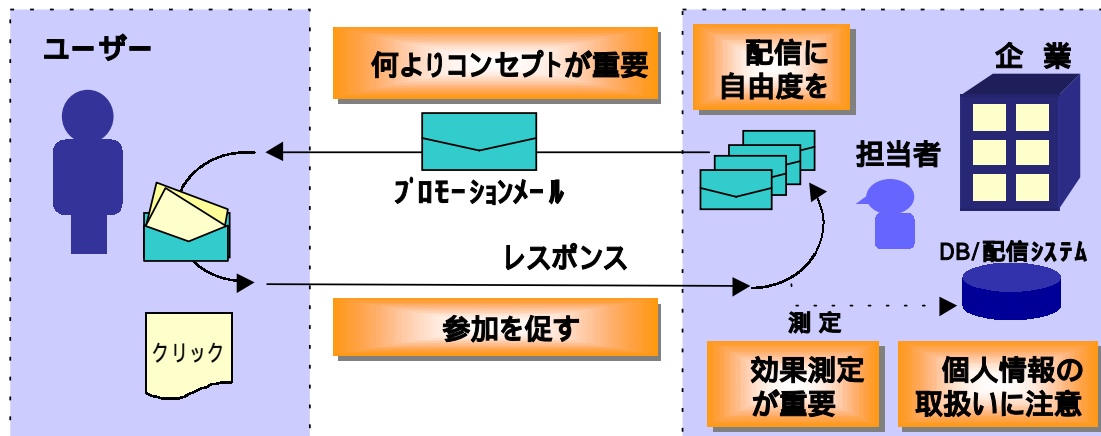 ユーザー
何よりコンセプトが重要
配信に
自由度を
企 業
担当者
プロモーションメール
レスポンス
DB/配信システム
測 定
参加を促す
クリック
効果測定
が重要
個人情報の
取扱いに注意